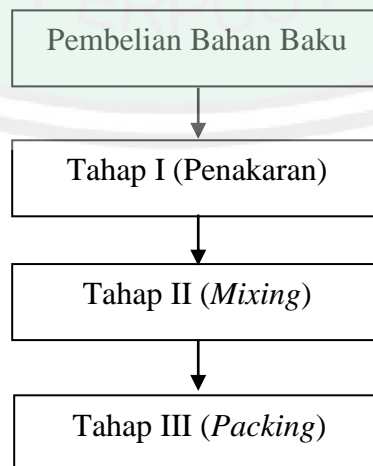 Pembelian Bahan Baku
Tahap I (Penakaran)
Tahap II (Mixing)
Tahap III (Packing)